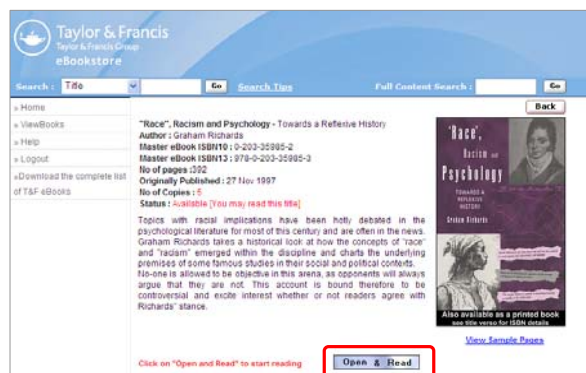 Taylor & Francis
Taylor & Francis Group
eBookstore
Search : Title Go Search Tips Full Content Search : Go
» Home
» ViewBooks
» Help
» Logout
»Download the complete list
of T&F eBooks
Back
"Race", Racism and Psychology - Towards a Reflexive History
Author : Graham Richards
Master eBook ISBN10 : 0-203-35985-2
Master eBook ISBN13 : 978-0-203-35985-3
No of pages :392
Originally Published : 27 Nov 1997
No of Copies : 5
Status : Available [You may read this title]
Topics with racial implications have been hotly debated in the
psychological literature for most of this century and are often in the news.
Graham Richards takes a historical look at how the concepts of "race"
and "racism" emerged within the discipline and charts the underlying
premises of some famous studies in their social and political contexts.
No-one is allowed to be objective in this arena, as opponents will always
argue that they are not. This account is bound therefore to be
controversial and excite interest whether or not readers agree with
Richards' stance.
'Race',
Racism and
Psychology
TOWARDS A
REFLEXIVE
HISTORY
Graham Richards
Also available as a printed book
see title verso for ISBN details
View Sample Pages
Click on "Open and Read" to start reading
Open & Read